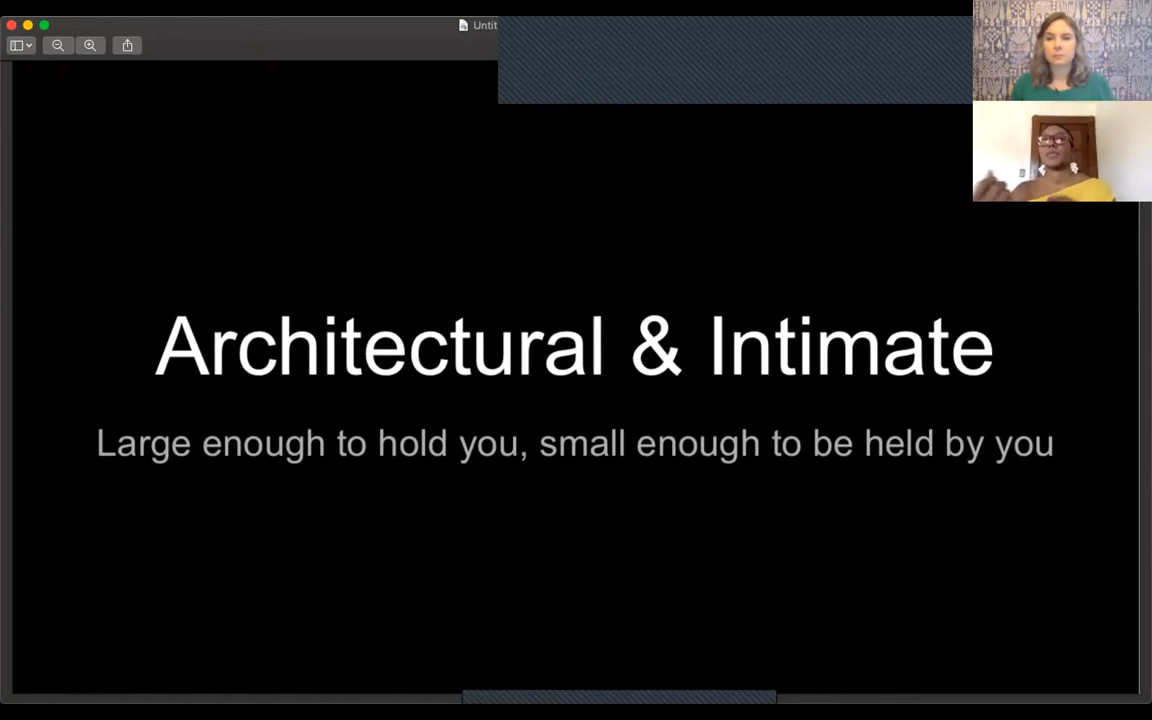 Untit
Architectural & Intimate
Large enough to hold you, small enough to be held by you